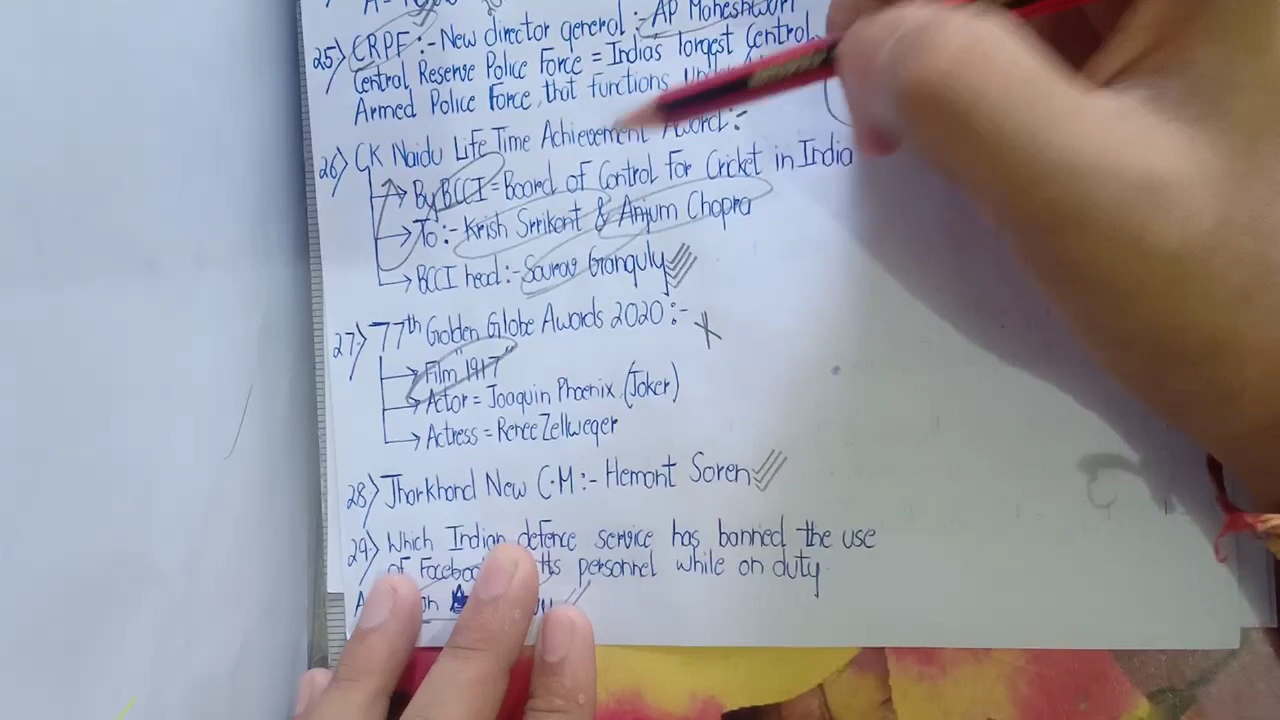 25) CRPF :- New director general :- AP Maheshwari
Central Reserve Police Force = Indias largest Central
Armed Police Force, that functions
26) CK Naidu Life Time Achievement Award:-
By BCCI = Board of Control For Cricket in India
To :- Krish Srrikant & Anjum Chopra
BCCI head :- Saurav Ganguly
27) 77th Golden Globe Awards 2020 :-
Film "1917"
Actor = Joaquin Phoenix (Joker)
Actress = Renee Zellweger
28) Jharkhand New C.M :- Hemant Soren
29) Which Indian defence service has banned the use
of personnel while on duty.